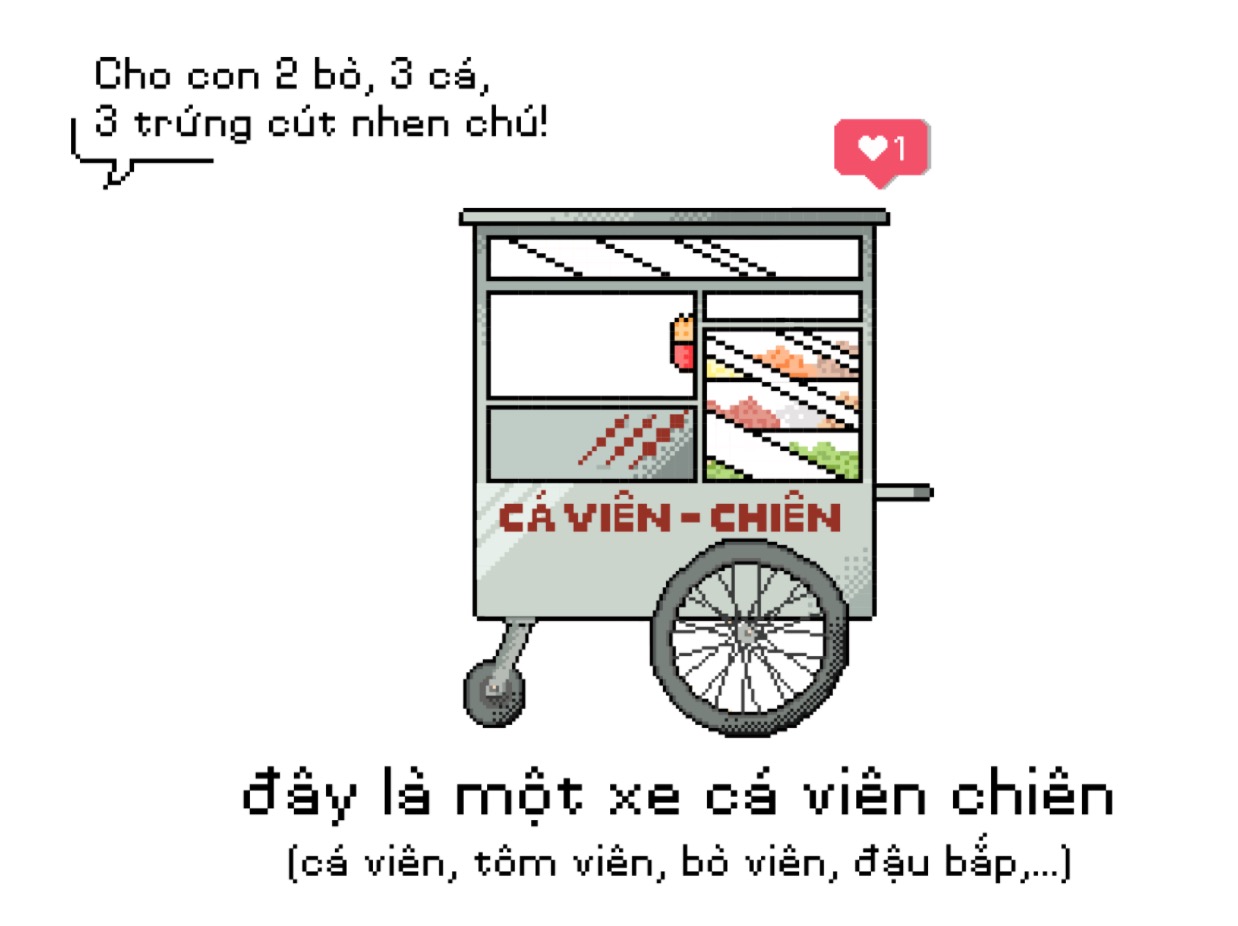 Cho con 2 bò, 3 cá,
3 trứng cút nhen chú!
1
CÁ VIÊN - CHIÊN
đây là một xe cá viên chiên
(cá viên, tôm viên, bò viên, đậu bắp,...)